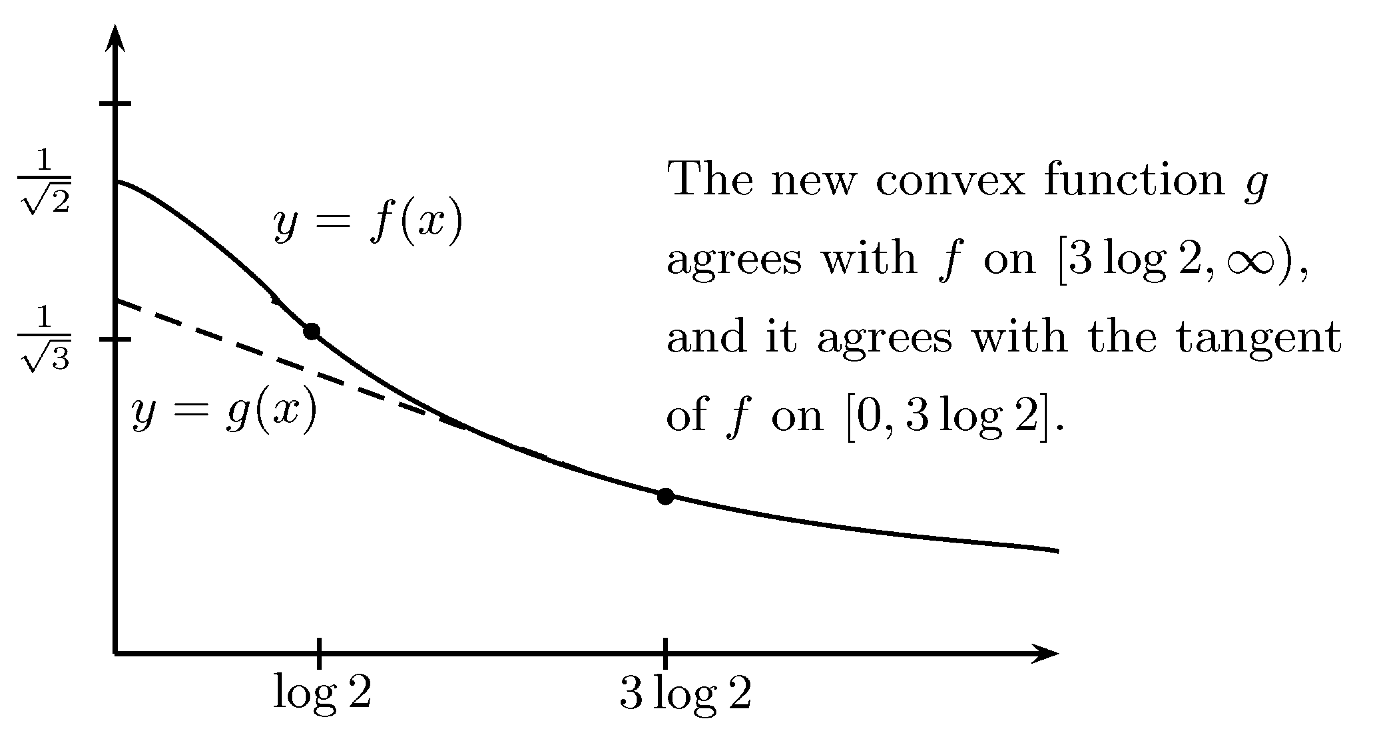 1/√2
y = f(x)
The new convex function g
agrees with f on [3 log 2, ∞),
and it agrees with the tangent
of f on [0, 3 log 2].
1/√3
y = g(x)
log 2
3 log 2